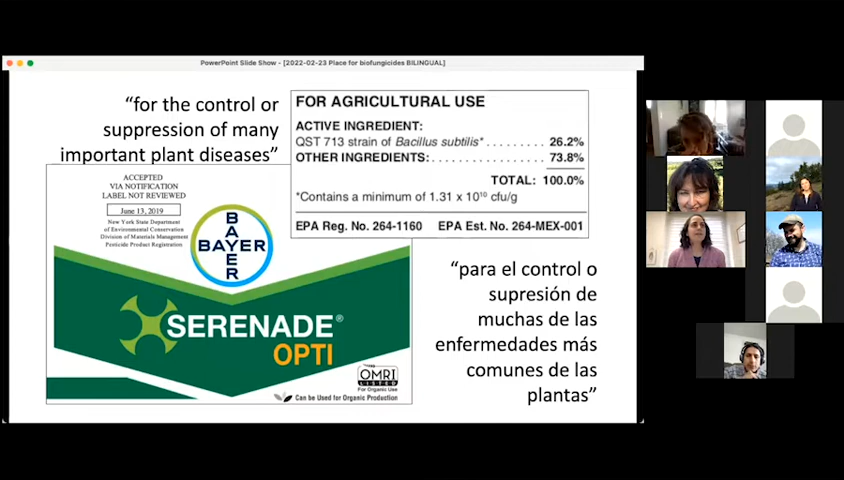 PowerPoint Slide Show - [2022-02-23 Place for biofungicides BILINGUAL]
“for the control or
suppression of many
important plant diseases”
FOR AGRICULTURAL USE
ACTIVE INGREDIENT:
QST 713 strain of Bacillus subtilis* . . . . . . . . . 26.2%
OTHER INGREDIENTS: . . . . . . . . . . . . . . . . . 73.8%
TOTAL: 100.0%
*Contains a minimum of 1.31 x 10¹⁰ cfu/g
EPA Reg. No. 264-1160 EPA Est. No. 264-MEX-001
ACCEPTED
VIA NOTIFICATION
LABEL NOT REVIEWED
June 13, 2019
New York State Department
of Environmental Conservation
Division of Materials Management
Pesticide Product Registration
BAYER
BAYER
SERENADE®
OPTI
OMRI
LISTED
For Organic Use
Can be Used for Organic Production
“para el control o
supresión de
muchas de las
enfermedades más
comunes de las
plantas”